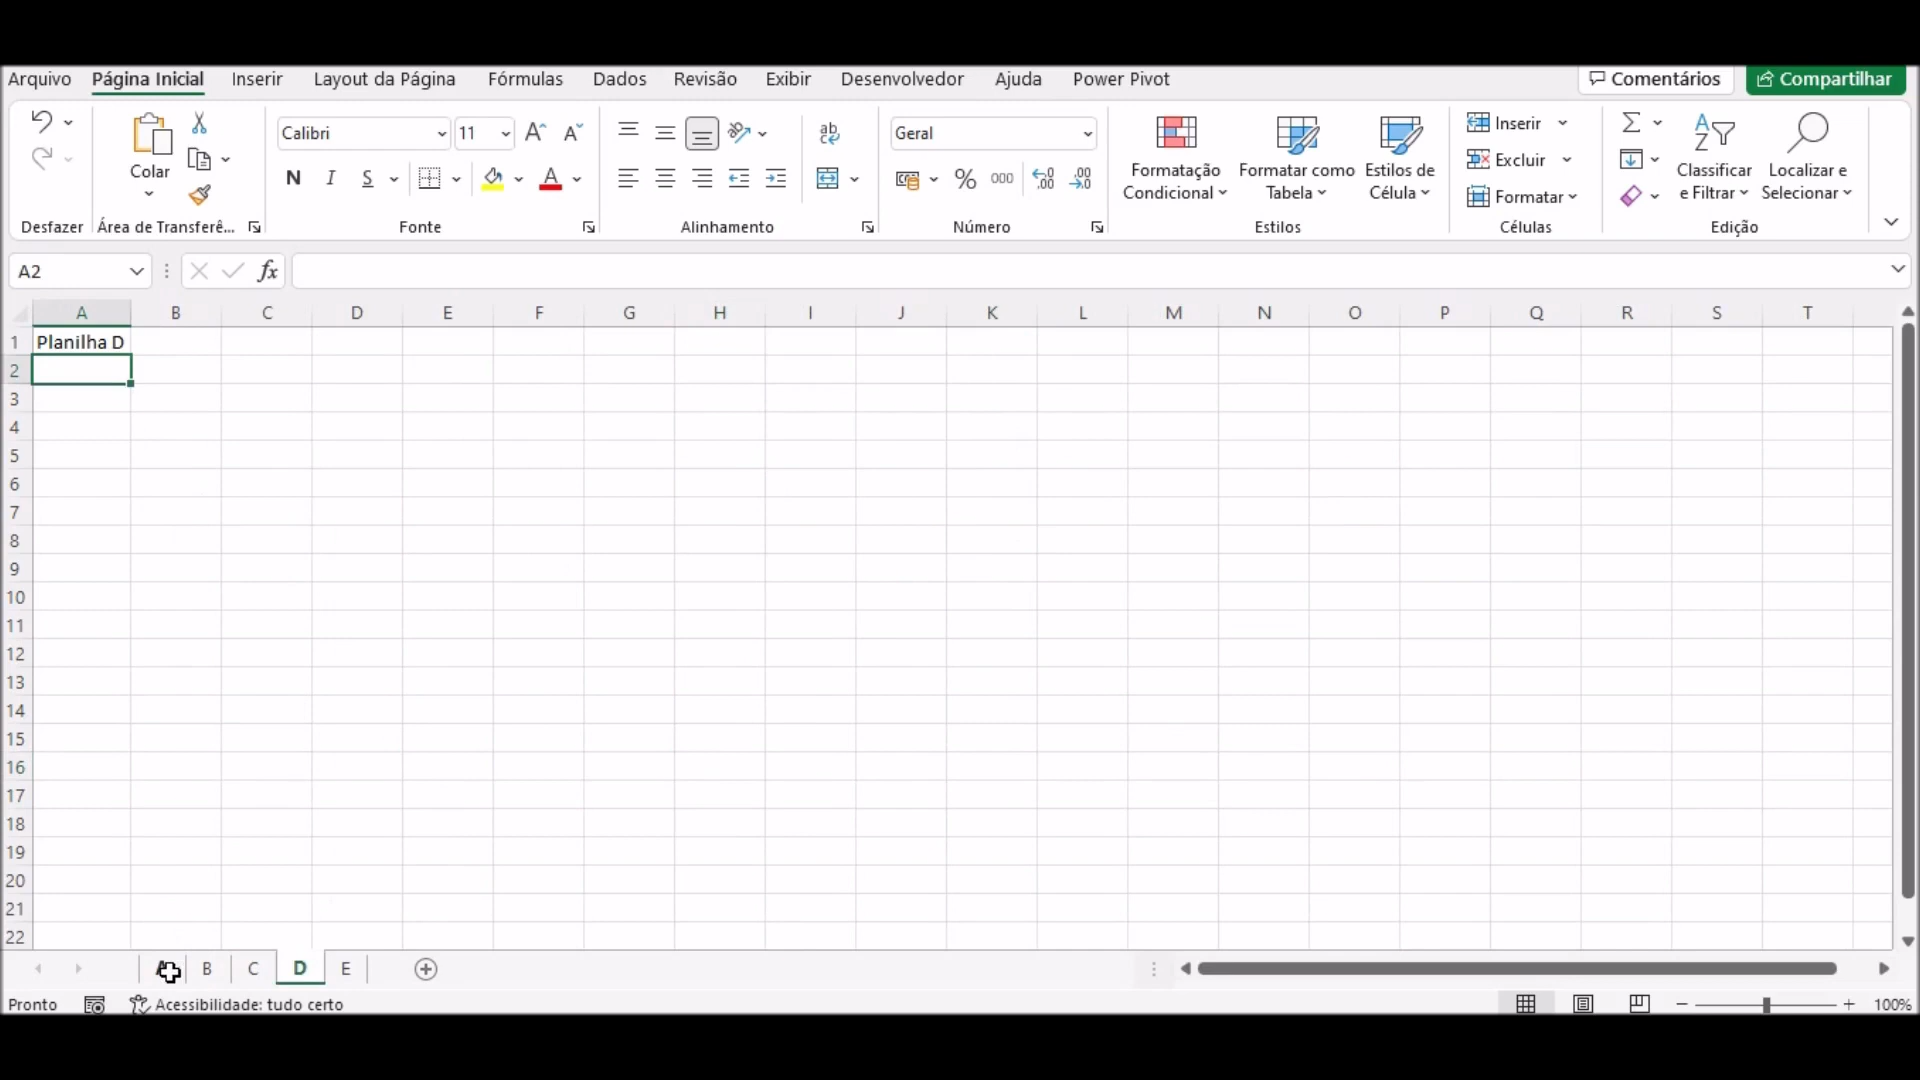 Arquivo Página Inicial Inserir Layout da Página Fórmulas Dados Revisão Exibir Desenvolvedor Ajuda Power Pivot Comentários Compartilhar
Colar
Calibri 11
N I S
ab
Geral
% 000
Formatação Condicional
Formatar como Tabela
Estilos de Célula
Inserir
Excluir
Formatar
Classificar e Filtrar
Localizar e Selecionar
Desfazer Área de Transferê... Fonte Alinhamento Número Estilos Células Edição
A2 fx
A B C D E F G H I J K L M N O P Q R S T
1 Planilha D
2
3
4
5
6
7
8
9
10
11
12
13
14
15
16
17
18
19
20
21
22
B C D E
Pronto Acessibilidade: tudo certo 100%